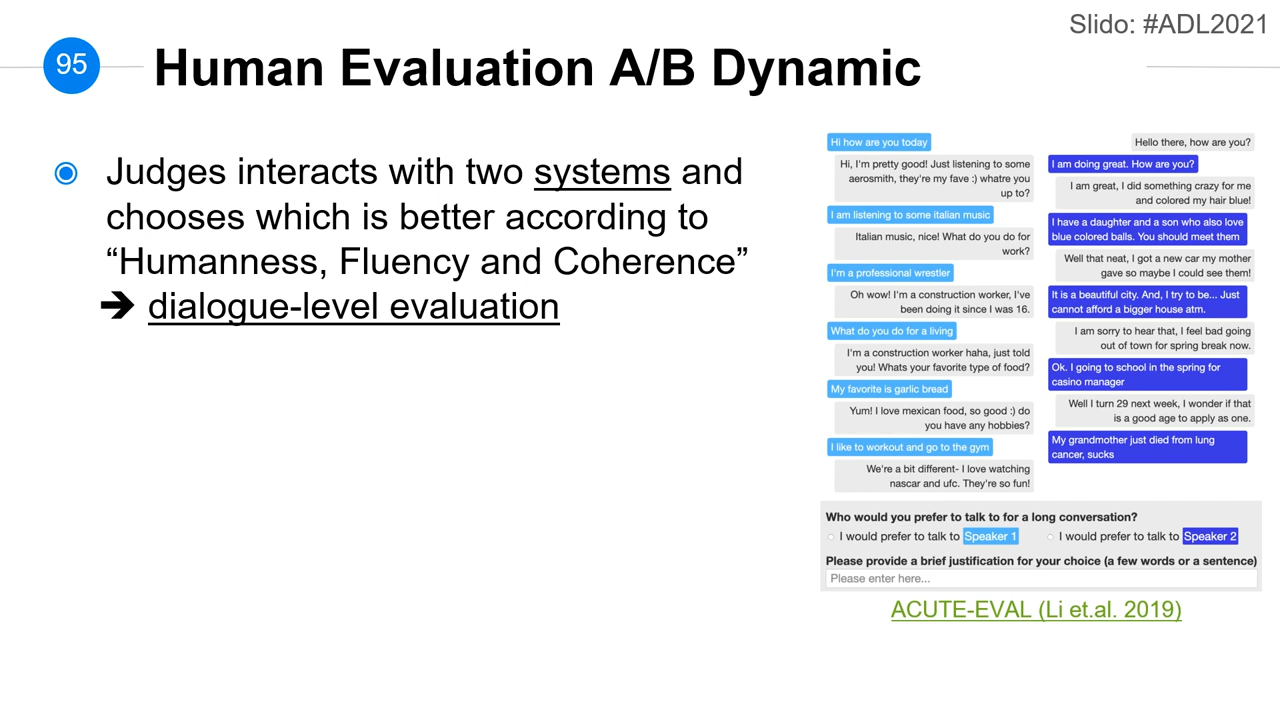 Slido: #ADL2021
95
Human Evaluation A/B Dynamic
Judges interacts with two systems and
chooses which is better according to
“Humanness, Fluency and Coherence”
➔ dialogue-level evaluation
Hi how are you today
Hi, I'm pretty good! Just listening to some
aerosmith, they're my fave :) whatre you
up to?
I am listening to some italian music
Italian music, nice! What do you do for
work?
I'm a professional wrestler
Oh wow! I'm a construction worker, I've
been doing it since I was 16.
What do you do for a living
I'm a construction worker haha, just told
you! Whats your favorite type of food?
My favorite is garlic bread
Yum! I love mexican food, so good :) do
you have any hobbies?
I like to workout and go to the gym
We're a bit different- I love watching
nascar and ufc. They're so fun!
Hello there, how are you?
I am doing great. How are you?
I am great, I did something crazy for me
and colored my hair blue!
I have a daughter and a son who also love
blue colored balls. You should meet them
Well that neat, I got a new car my mother
gave so maybe I could see them!
It is a beautiful city. And, I try to be... Just
cannot afford a bigger house atm.
I am sorry to hear that, I feel bad going
out of town for spring break now.
Ok. I going to school in the spring for
casino manager
Well I turn 29 next week, I wonder if that
is a good age to apply as one.
My grandmother just died from lung
cancer, sucks
Who would you prefer to talk to for a long conversation?
I would prefer to talk to Speaker 1
I would prefer to talk to Speaker 2
Please provide a brief justification for your choice (a few words or a sentence)
Please enter here...
ACUTE-EVAL (Li et.al. 2019)